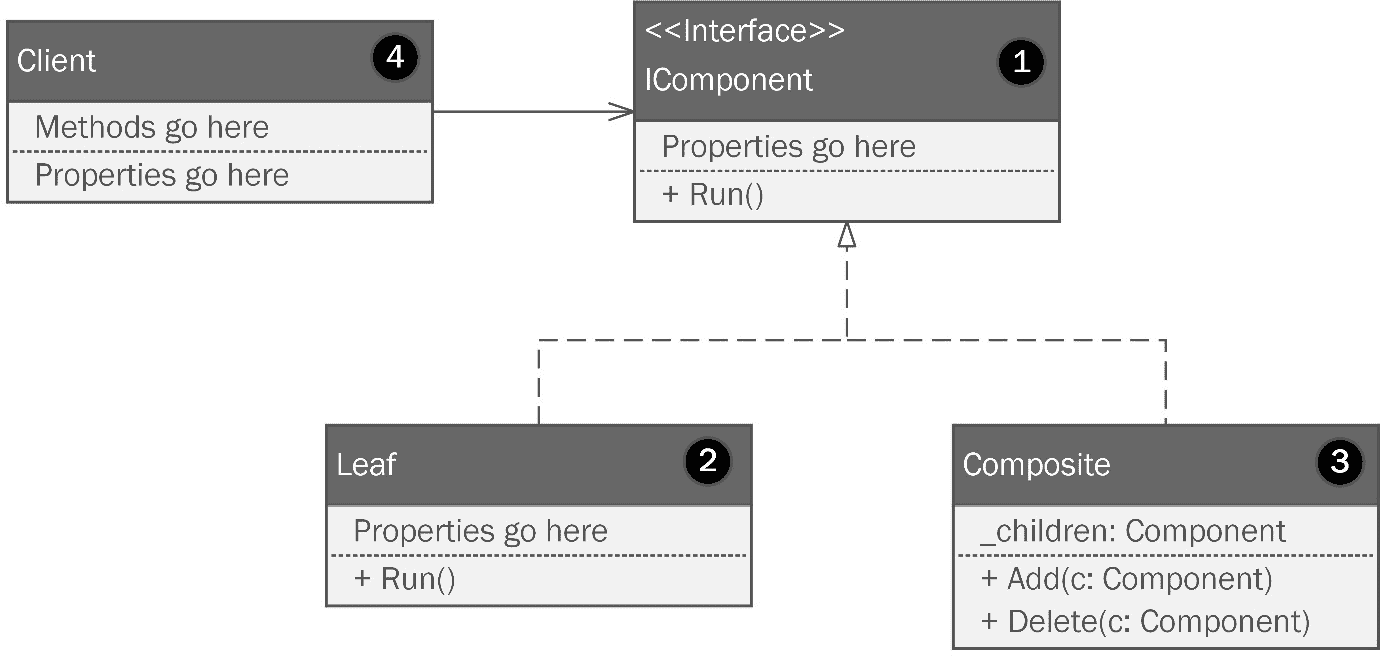 Client
4
Methods go here
Properties go here
<<Interface>>
IComponent
1
Properties go here
+ Run()
Leaf
2
Properties go here
+ Run()
Composite
3
_children: Component
+ Add(c: Component)
+ Delete(c: Component)